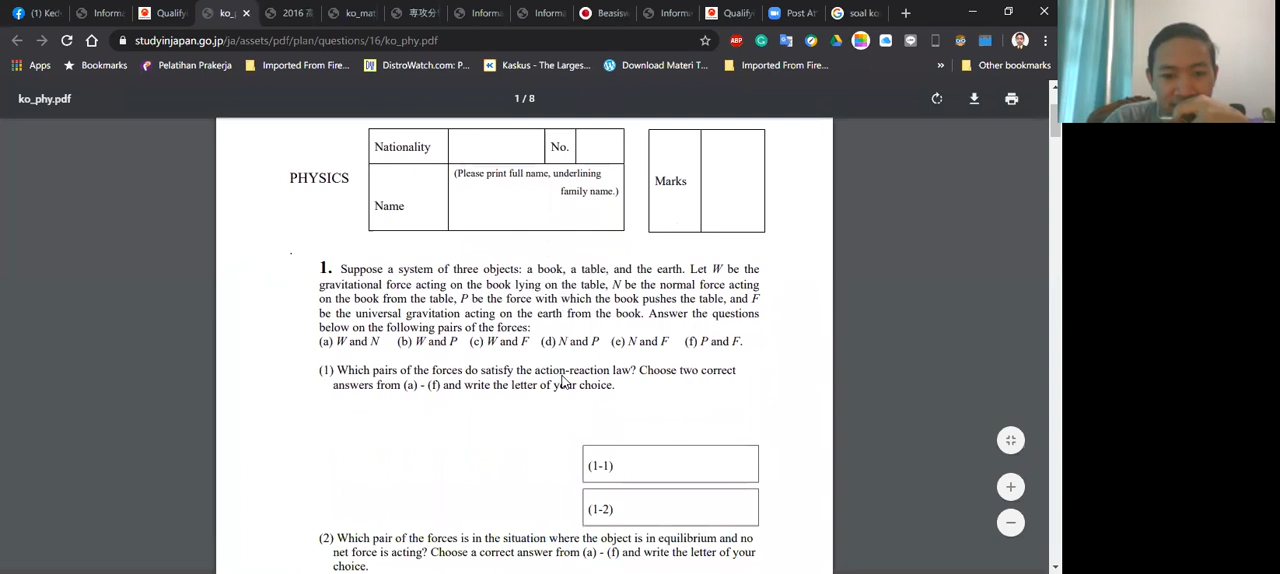 (1) Ked
Informa
Qualify
ko_p
2016 高
ko_mat
専攻分
Informa
Informa
Beasisw
Informa
Qualify
Post At
soal ko
studyinjapan.go.jp/ja/assets/pdf/plan/questions/16/ko_phy.pdf
ABP
Apps
Bookmarks
Pelatihan Prakerja
Imported From Fire...
DistroWatch.com: P...
Kaskus - The Larges...
Download Materi T...
Imported From Fire...
»
Other bookmarks
ko_phy.pdf
1 / 8
Nationality
No.
PHYSICS
(Please print full name, underlining
family name.)
Name
Marks
1. Suppose a system of three objects: a book, a table, and the earth. Let W be the
gravitational force acting on the book lying on the table, N be the normal force acting
on the book from the table, P be the force with which the book pushes the table, and F
be the universal gravitation acting on the earth from the book. Answer the questions
below on the following pairs of the forces:
(a) W and N (b) W and P (c) W and F (d) N and P (e) N and F (f) P and F.
(1) Which pairs of the forces do satisfy the action-reaction law? Choose two correct
answers from (a) - (f) and write the letter of your choice.
(1-1)
(1-2)
(2) Which pair of the forces is in the situation where the object is in equilibrium and no
net force is acting? Choose a correct answer from (a) - (f) and write the letter of your
choice.